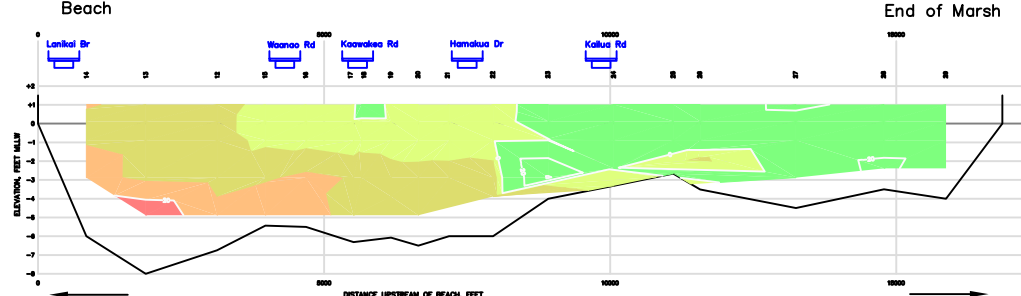 Beach
End of Marsh
0
5000
10000
15000
Lanikai Br
Waanao Rd
Kaawakea Rd
Hamakua Dr
Kailua Rd
14 13 12 15 16 17 18 19 20 21 22 23 24 25 26 27 28 29
+2
+1
0
-1
-2
-3
-4
-5
-6
-7
-8
ELEVATION, FEET MLLW
0
5000
10000
15000
DISTANCE UPSTREAM OF BEACH, FEET